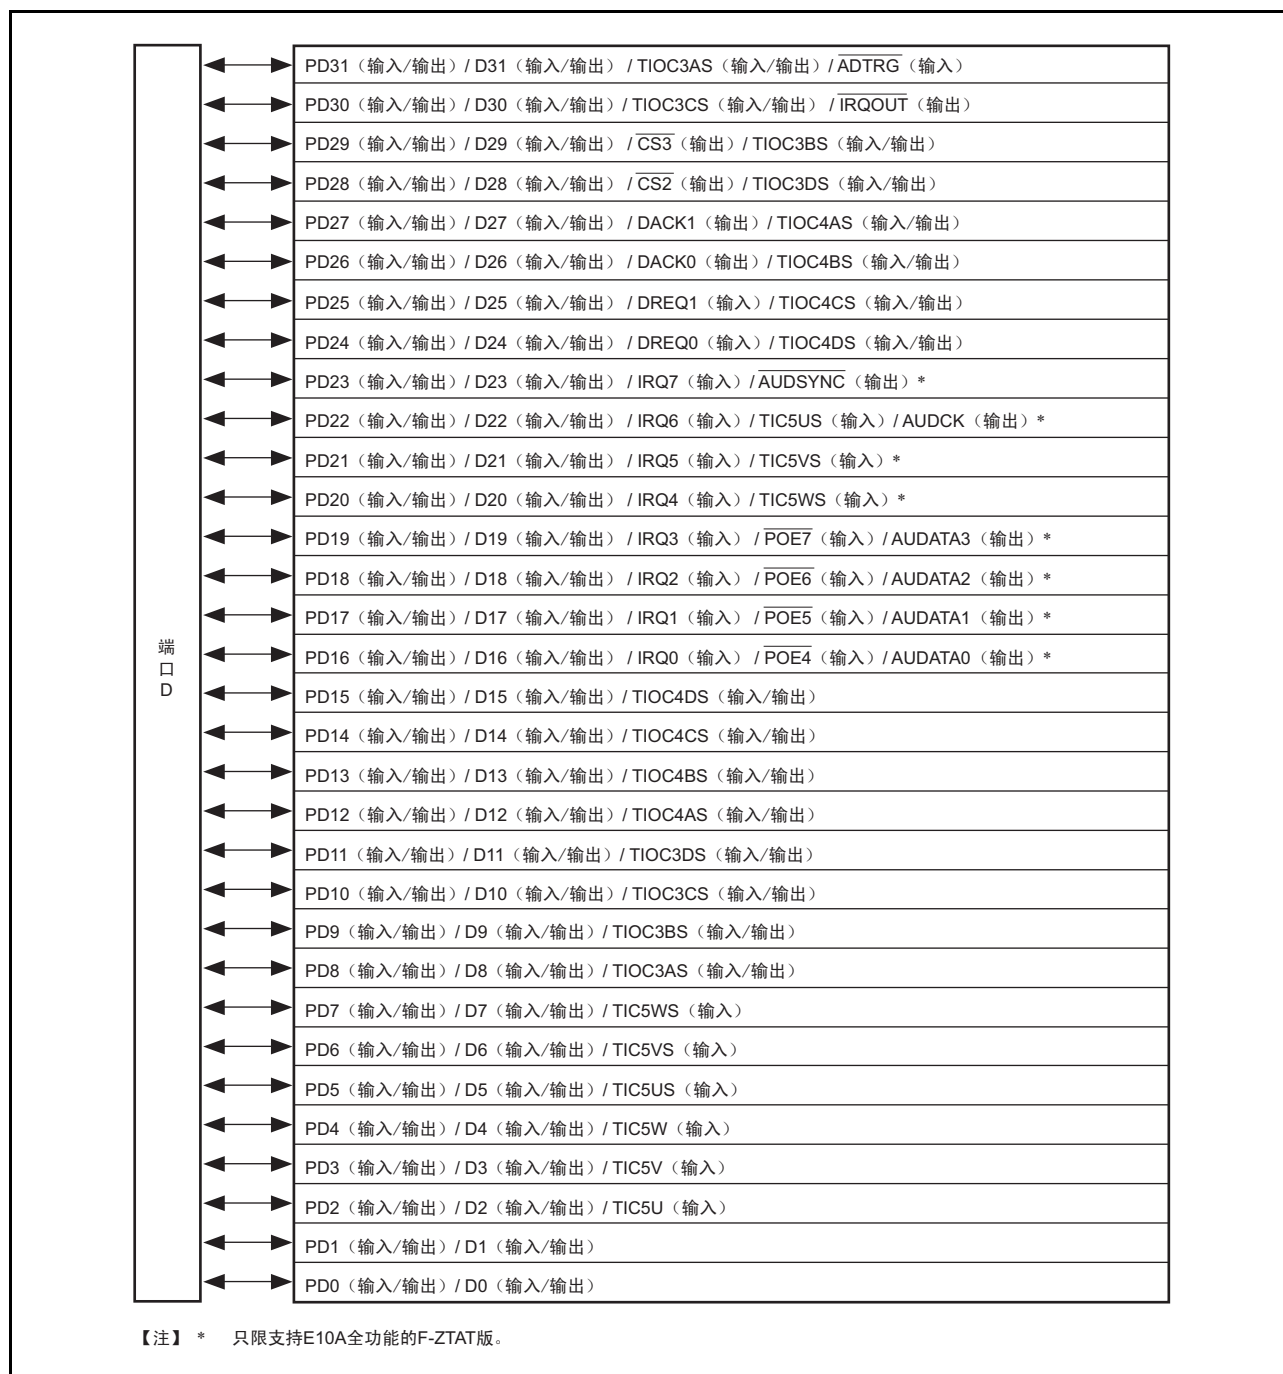 PD31（输入/输出）/ D31（输入/输出） / TIOC3AS（输入/输出）/ A̅D̅T̅R̅G̅（输入）
PD30（输入/输出）/ D30（输入/输出）/ TIOC3CS（输入/输出） / I̅R̅Q̅O̅U̅T̅（输出）
PD29（输入/输出）/ D29（输入/输出） / C̅S̅3̅（输出）/ TIOC3BS（输入/输出）
PD28（输入/输出）/ D28（输入/输出） / C̅S̅2̅（输出）/ TIOC3DS（输入/输出）
PD27（输入/输出）/ D27（输入/输出） / DACK1（输出）/ TIOC4AS（输入/输出）
PD26（输入/输出）/ D26（输入/输出） / DACK0（输出）/ TIOC4BS（输入/输出）
PD25（输入/输出）/ D25（输入/输出） / DREQ1（输入）/ TIOC4CS（输入/输出）
PD24（输入/输出）/ D24（输入/输出） / DREQ0（输入）/ TIOC4DS（输入/输出）
PD23（输入/输出）/ D23（输入/输出） / IRQ7（输入）/ A̅U̅D̅S̅Y̅N̅C̅（输出）*
PD22（输入/输出）/ D22（输入/输出） / IRQ6（输入）/ TIC5US（输入）/ AUDCK（输出）*
PD21（输入/输出）/ D21（输入/输出） / IRQ5（输入）/ TIC5VS（输入）*
PD20（输入/输出）/ D20（输入/输出） / IRQ4（输入）/ TIC5WS（输入）*
PD19（输入/输出）/ D19（输入/输出） / IRQ3（输入） / P̅O̅E̅7̅（输入）/ AUDATA3（输出）*
PD18（输入/输出）/ D18（输入/输出） / IRQ2（输入） / P̅O̅E̅6̅（输入）/ AUDATA2（输出）*
PD17（输入/输出）/ D17（输入/输出） / IRQ1（输入） / P̅O̅E̅5̅（输入）/ AUDATA1（输出）*
PD16（输入/输出）/ D16（输入/输出） / IRQ0（输入） / P̅O̅E̅4̅（输入）/ AUDATA0（输出）*
端
口
D
PD15（输入/输出）/ D15（输入/输出）/ TIOC4DS（输入/输出）
PD14（输入/输出）/ D14（输入/输出）/ TIOC4CS（输入/输出）
PD13（输入/输出）/ D13（输入/输出）/ TIOC4BS（输入/输出）
PD12（输入/输出）/ D12（输入/输出）/ TIOC4AS（输入/输出）
PD11（输入/输出）/ D11（输入/输出）/ TIOC3DS（输入/输出）
PD10（输入/输出）/ D10（输入/输出）/ TIOC3CS（输入/输出）
PD9（输入/输出）/ D9（输入/输出）/ TIOC3BS（输入/输出）
PD8（输入/输出）/ D8（输入/输出）/ TIOC3AS（输入/输出）
PD7（输入/输出）/ D7（输入/输出）/ TIC5WS（输入）
PD6（输入/输出）/ D6（输入/输出）/ TIC5VS（输入）
PD5（输入/输出）/ D5（输入/输出）/ TIC5US（输入）
PD4（输入/输出）/ D4（输入/输出）/ TIC5W（输入）
PD3（输入/输出）/ D3（输入/输出）/ TIC5V（输入）
PD2（输入/输出）/ D2（输入/输出）/ TIC5U（输入）
PD1（输入/输出）/ D1（输入/输出）
PD0（输入/输出）/ D0（输入/输出）
【注】 * 只限支持E10A全功能的F-ZTAT版。